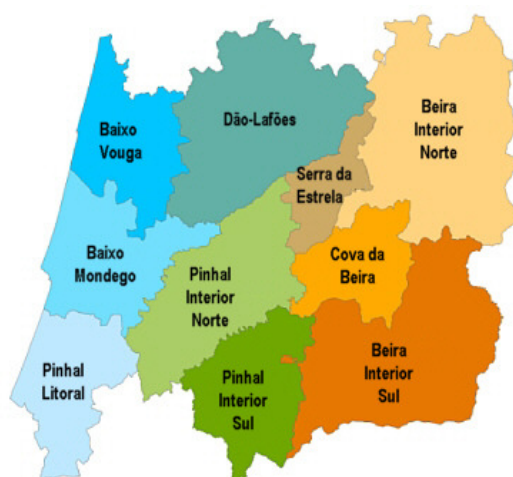 Baixo
Vouga
Dão-Lafões
Beira
Interior
Norte
Serra da
Estrela
Baixo
Mondego
Pinhal
Interior
Norte
Cova da
Beira
Pinhal
Litoral
Pinhal
Interior
Sul
Beira
Interior
Sul